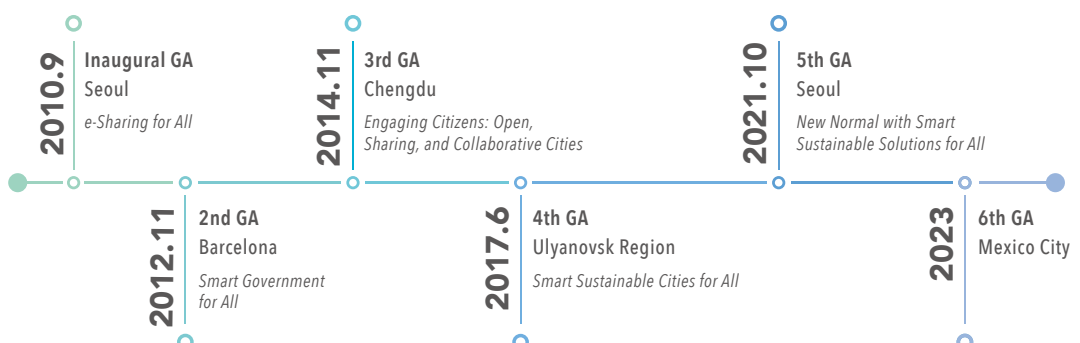 2010.9
Inaugural GA
Seoul
e-Sharing for All
2012.11
2nd GA
Barcelona
Smart Government
for All
2014.11
3rd GA
Chengdu
Engaging Citizens: Open,
Sharing, and Collaborative Cities
2017.6
4th GA
Ulyanovsk Region
Smart Sustainable Cities for All
2021.10
5th GA
Seoul
New Normal with Smart
Sustainable Solutions for All
2023
6th GA
Mexico City